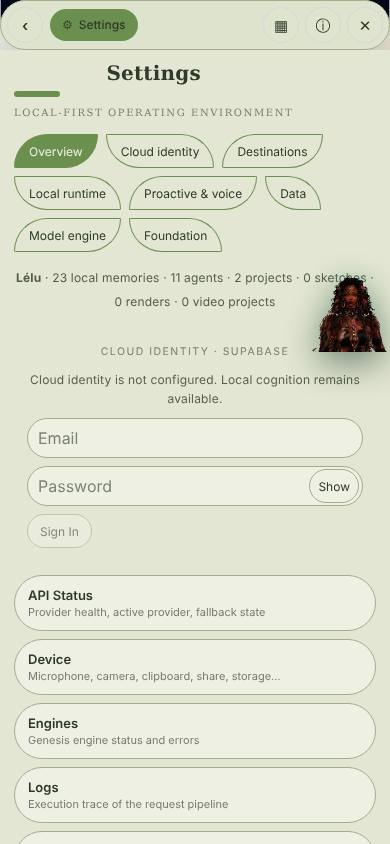 Settings
Settings
LOCAL-FIRST OPERATING ENVIRONMENT
Overview
Cloud identity
Destinations
Local runtime
Proactive & voice
Data
Model engine
Foundation
Lélu · 23 local memories · 11 agents · 2 projects · 0 sketches ·
0 renders · 0 video projects
CLOUD IDENTITY · SUPABASE
Cloud identity is not configured. Local cognition remains
available.
Email
Password
Show
Sign In
API Status
Provider health, active provider, fallback state
Device
Microphone, camera, clipboard, share, storage...
Engines
Genesis engine status and errors
Logs
Execution trace of the request pipeline